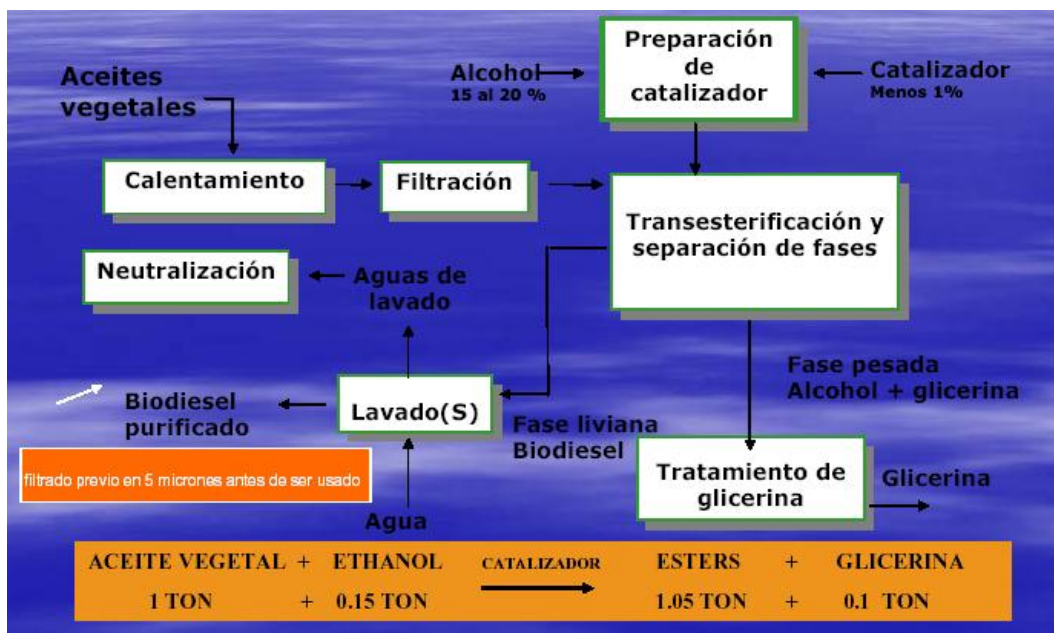 Preparación
de
catalizador
Alcohol
15 al 20 %
Catalizador
Menos 1%
Aceites
vegetales
Calentamiento
Filtración
Transesterificación y
separación de fases
Neutralización
Aguas de
lavado
Fase pesada
Alcohol + glicerina
Biodiesel
purificado
Lavado(S)
Fase liviana
Biodiesel
filtrado previo en 5 micrones antes de ser usado
Tratamiento de
glicerina
Glicerina
Agua
ACEITE VEGETAL + ETHANOL CATALIZADOR ESTERS + GLICERINA
1 TON + 0.15 TON 1.05 TON + 0.1 TON